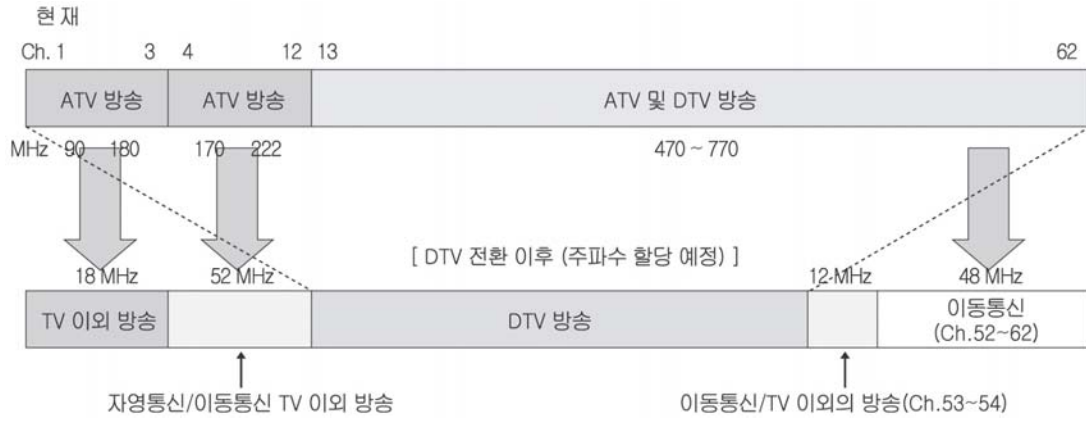 현 재
Ch. 1 3 4 12 13 62
ATV 방송 ATV 방송 ATV 및 DTV 방송
MHz 90 180 170 222 470 ~ 770
[ DTV 전환 이후 (주파수 할당 예정) ]
18 MHz 52 MHz 12 MHz 48 MHz
TV 이외 방송 DTV 방송 이동통신
(Ch.52~62)
자영통신/이동통신 TV 이외 방송 이동통신/TV 이외의 방송(Ch.53~54)